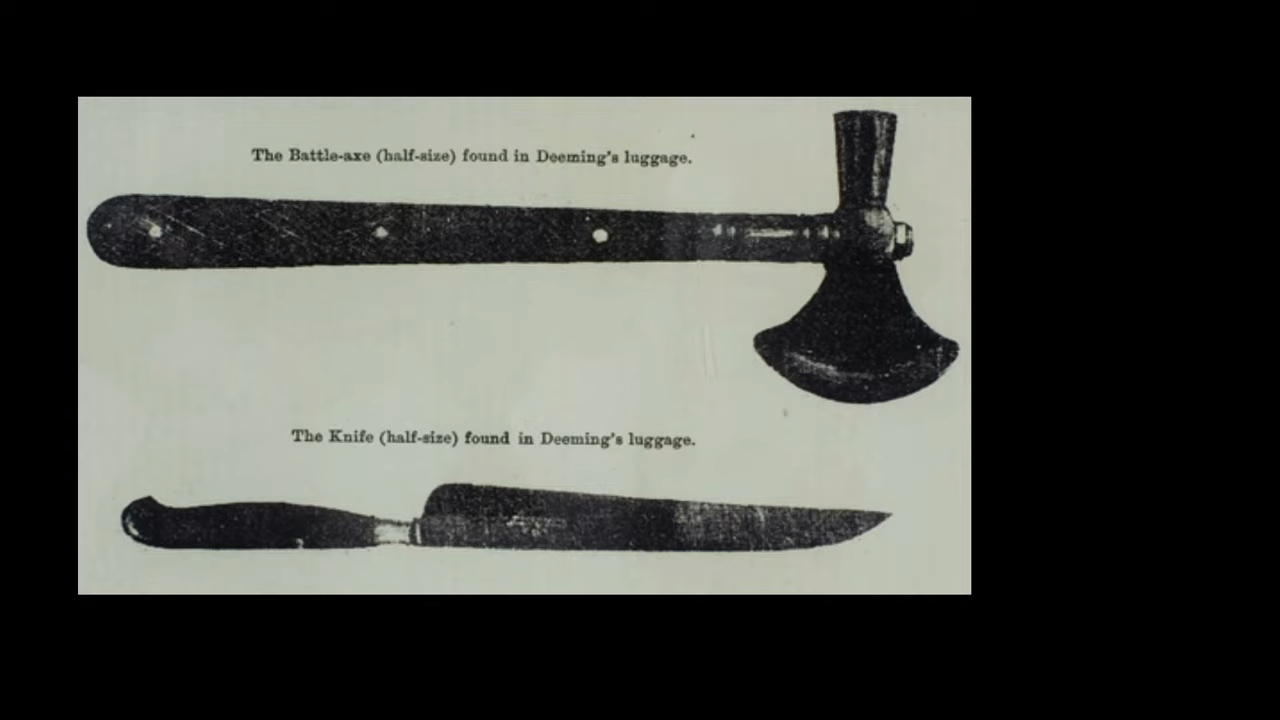 The Battle-axe (half-size) found in Deeming's luggage.
The Knife (half-size) found in Deeming's luggage.